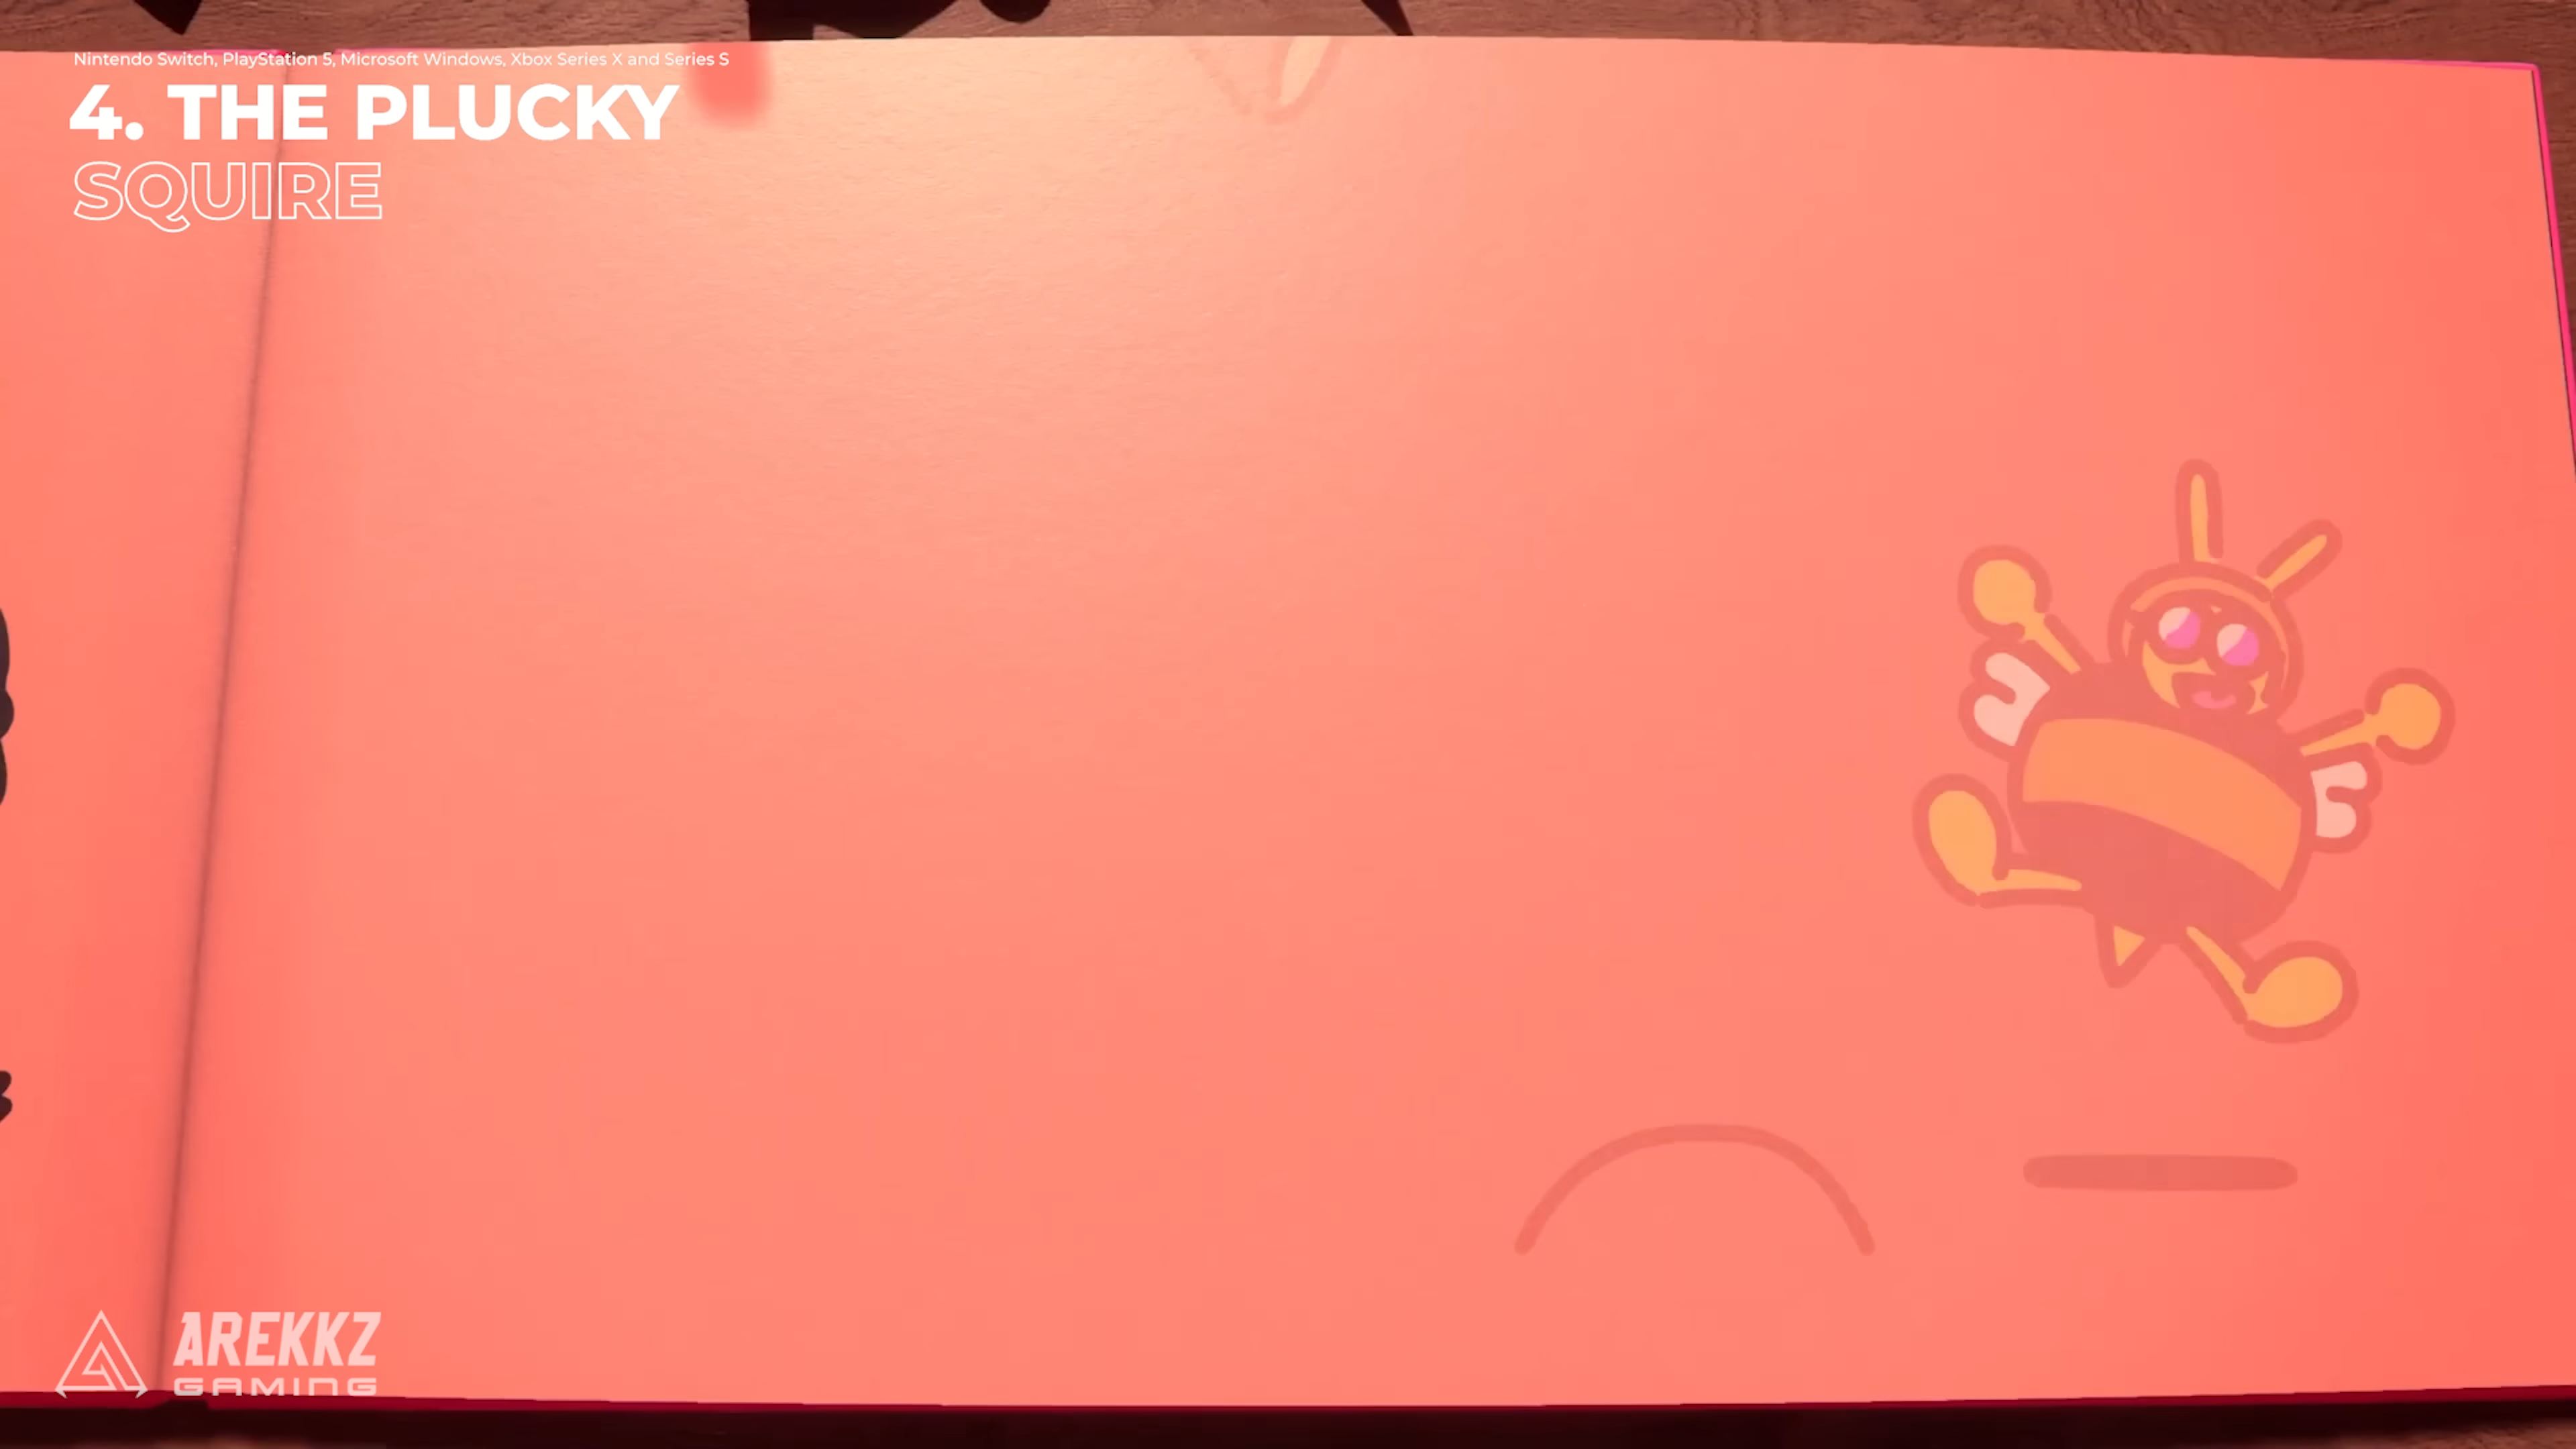 Nintendo Switch, PlayStation 5, Microsoft Windows, Xbox Series X and Series S
4. THE PLUCKY
SQUIRE
AREKKZ
GAMING